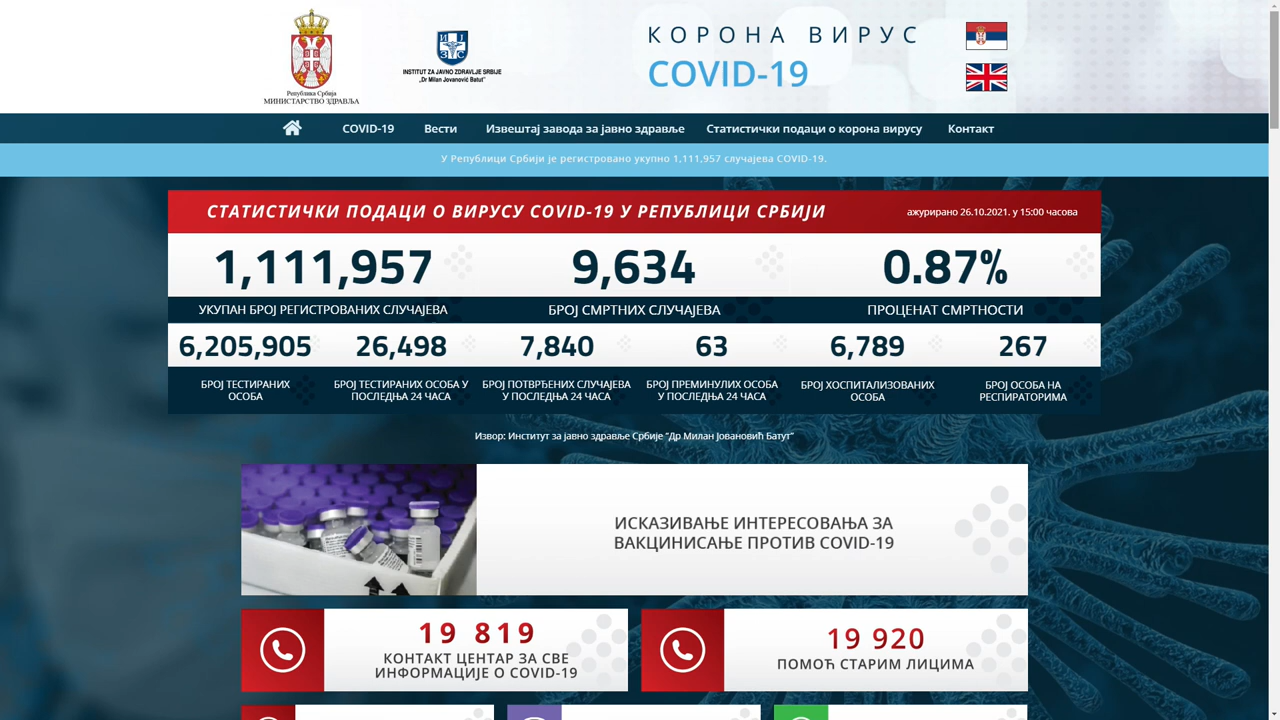 Република Србија
МИНИСТАРСТВО ЗДРАВЉА
ИЈ
ЗС
INSTITUT ZA JAVNO ZDRAVLJE SRBIJE
„Dr Milan Jovanović Batut"
КОРОНА ВИРУС
COVID-19
COVID-19 Вести Извештај завода за јавно здравље Статистички подаци о корона вирусу Контакт
У Републици Србији је регистровано укупно 1,111,957 случајева COVID-19.
СТАТИСТИЧКИ ПОДАЦИ О ВИРУСУ COVID-19 У РЕПУБЛИЦИ СРБИЈИ
ажурирано 26.10.2021. у 15:00 часова
1,111,957
УКУПАН БРОЈ РЕГИСТРОВАНИХ СЛУЧАЈЕВА
9,634
БРОЈ СМРТНИХ СЛУЧАЈЕВА
0.87%
ПРОЦЕНАТ СМРТНОСТИ
6,205,905
БРОЈ ТЕСТИРАНИХ
ОСОБА
26,498
БРОЈ ТЕСТИРАНИХ ОСОБА У
ПОСЛЕДЊА 24 ЧАСА
7,840
БРОЈ ПОТВРЂЕНИХ СЛУЧАЈЕВА
У ПОСЛЕДЊА 24 ЧАСА
63
БРОЈ ПРЕМИНУЛИХ ОСОБА
У ПОСЛЕДЊА 24 ЧАСА
6,789
БРОЈ ХОСПИТАЛИЗОВАНИХ
ОСОБА
267
БРОЈ ОСОБА НА
РЕСПИРАТОРИМА
Извор: Институт за јавно здравље Србије "Др Милан Јовановић Батут"
ИСКАЗИВАЊЕ ИНТЕРЕСОВАЊА ЗА
ВАКЦИНИСАЊЕ ПРОТИВ COVID-19
19 819
КОНТАКТ ЦЕНТАР ЗА СВЕ
ИНФОРМАЦИЈЕ О COVID-19
19 920
ПОМОЋ СТАРИМ ЛИЦИМА